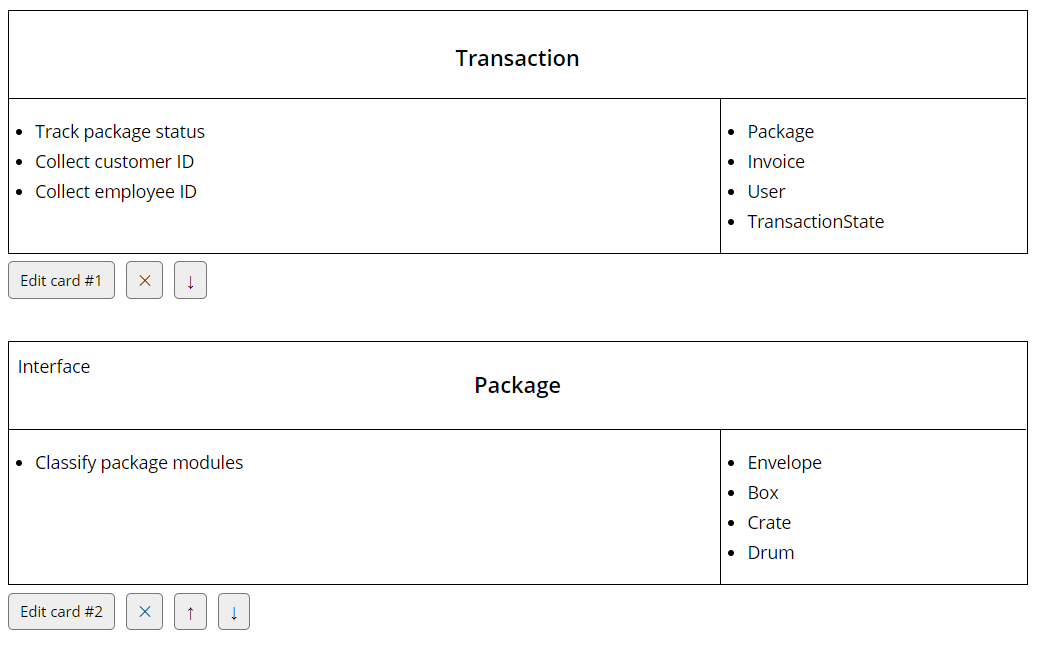 Transaction
• Track package status
• Collect customer ID
• Collect employee ID
• Package
• Invoice
• User
• TransactionState
Edit card #1 × ↓
Interface
Package
• Classify package modules
• Envelope
• Box
• Crate
• Drum
Edit card #2 × ↑ ↓